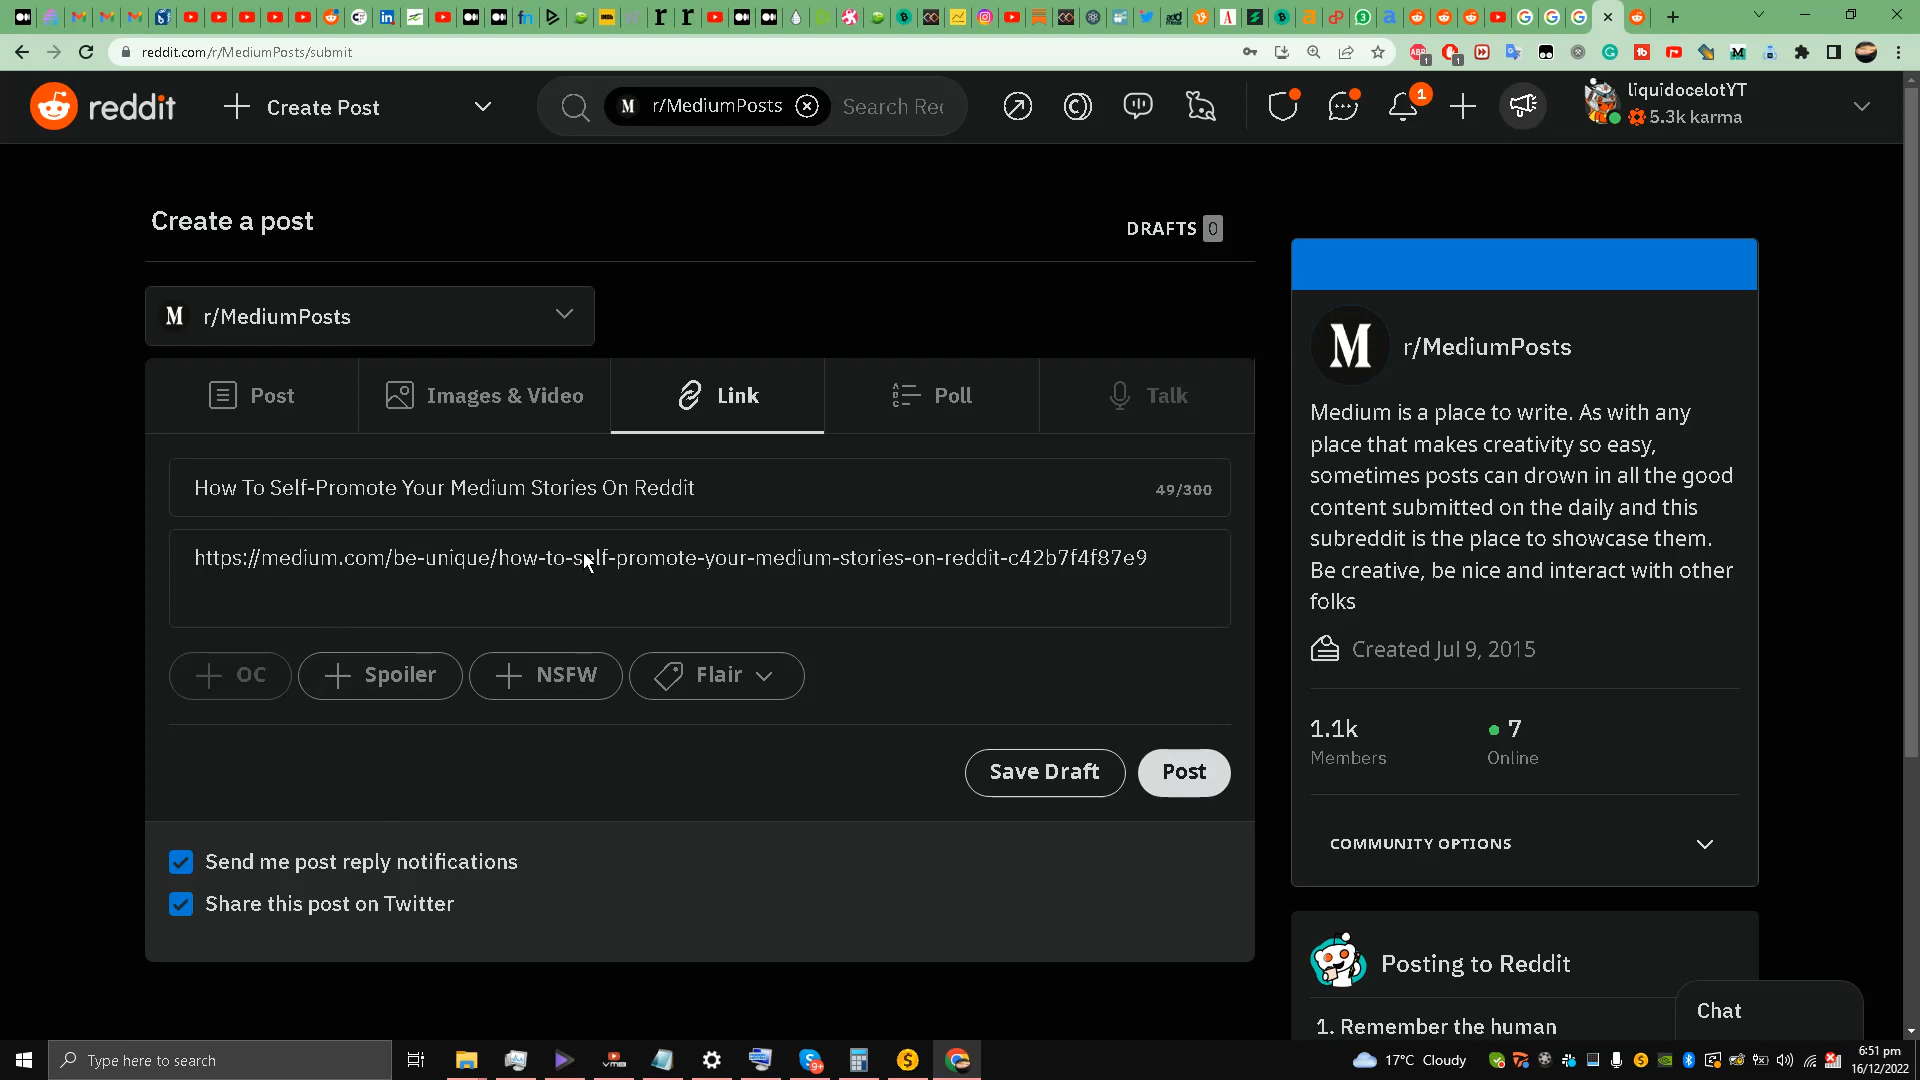 reddit.com/r/MediumPosts/submit
reddit
Create Post
r/MediumPosts
Search Rec
1
liquidocelotYT
5.3k karma
Create a post
DRAFTS 0
r/MediumPosts
Post
Images & Video
Link
Poll
Talk
How To Self-Promote Your Medium Stories On Reddit
49/300
https://medium.com/be-unique/how-to-self-promote-your-medium-stories-on-reddit-c42b7f4f87e9
OC
Spoiler
NSFW
Flair
Save Draft
Post
Send me post reply notifications
Share this post on Twitter
M
r/MediumPosts
Medium is a place to write. As with any
place that makes creativity so easy,
sometimes posts can drown in all the good
content submitted on the daily and this
subreddit is the place to showcase them.
Be creative, be nice and interact with other
folks
Created Jul 9, 2015
1.1k
Members
7
Online
COMMUNITY OPTIONS
Posting to Reddit
1. Remember the human
Chat
Type here to search
17°C Cloudy
6:51 pm
16/12/2022